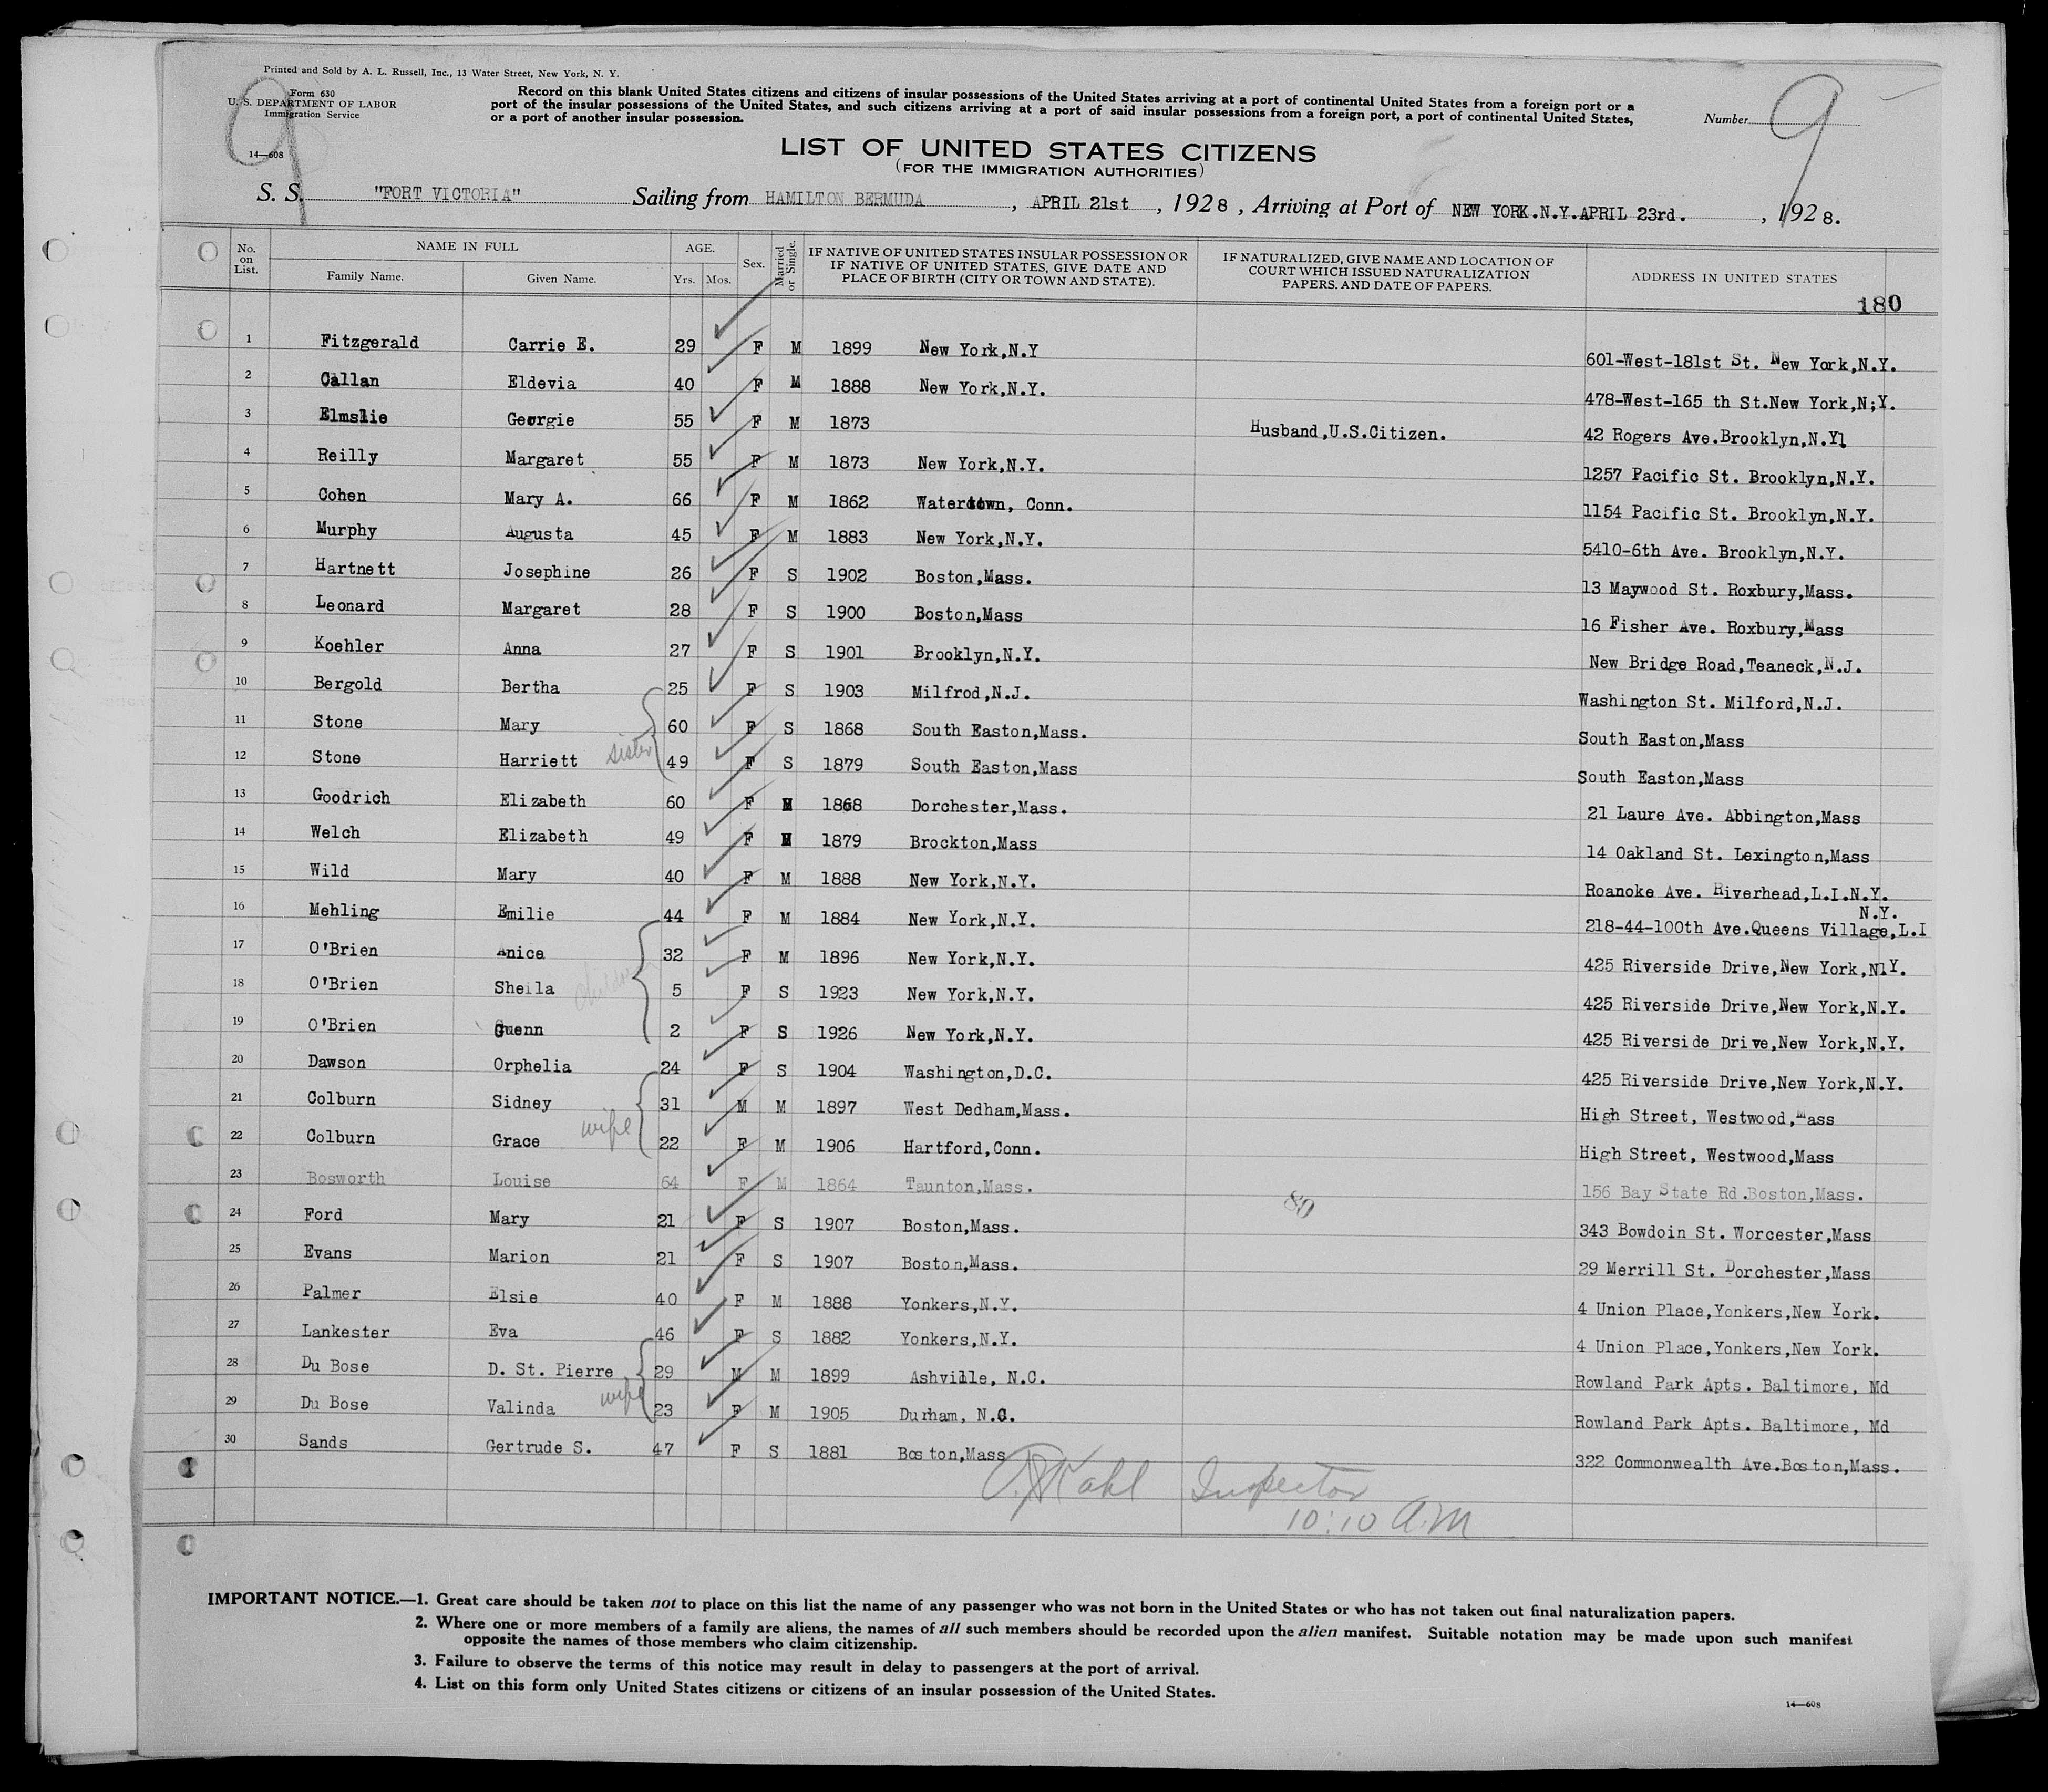 Printed and Sold by A. L. Russell, Inc., 13 Water Street, New York, N. Y.
Form 630
U. S. DEPARTMENT OF LABOR
Immigration Service
14—608
9
Record on this blank United States citizens and citizens of insular possessions of the United States arriving at a port of continental United States from a foreign port or a
port of the insular possessions of the United States, and such citizens arriving at a port of said insular possessions from a foreign port, a port of continental United States,
or a port of another insular possession.
Number 9
LIST OF UNITED STATES CITIZENS
(FOR THE IMMIGRATION AUTHORITIES)
S. S. "FORT VICTORIA" Sailing from HAMILTON BERMUDA, APRIL 21st, 1928, Arriving at Port of NEW YORK.N.Y.APRIL 23rd., 1928.
No. on List. NAME IN FULL Family Name. Given Name. AGE. Yrs. Mos. Sex. Married or Single. IF NATIVE OF UNITED STATES INSULAR POSSESSION OR IF NATIVE OF UNITED STATES, GIVE DATE AND PLACE OF BIRTH (CITY OR TOWN AND STATE). IF NATURALIZED, GIVE NAME AND LOCATION OF COURT WHICH ISSUED NATURALIZATION PAPERS. AND DATE OF PAPERS. ADDRESS IN UNITED STATES
180
1 Fitzgerald Carrie E. 29 F M 1899 New York,N.Y 601-West-181st St. New York,N.Y.
2 Callan Eldevia 40 F M 1888 New York,N.Y. 478-West-165 th St.New York,N;Y.
3 Elmslie Georgie 55 F M 1873 Husband,U.S.Citizen. 42 Rogers Ave.Brooklyn,N.Yl
4 Reilly Margaret 55 F M 1873 New York,N.Y. 1257 Pacific St. Brooklyn,N.Y.
5 Cohen Mary A. 66 F M 1862 Watertown, Conn. 1154 Pacific St. Brooklyn,N.Y.
6 Murphy Augusta 45 F M 1883 New York,N.Y. 5410-6th Ave. Brooklyn,N.Y.
7 Hartnett Josephine 26 F S 1902 Boston,Mass. 13 Maywood St. Roxbury,Mass.
8 Leonard Margaret 28 F S 1900 Boston,Mass 16 Fisher Ave. Roxbury,Mass
9 Koehler Anna 27 F S 1901 Brooklyn,N.Y. New Bridge Road,Teaneck,N.J.
10 Bergold Bertha 25 F S 1903 Milfrod,N.J. Washington St. Milford,N.J.
11 Stone Mary 60 F S 1868 South Easton,Mass. South Easton,Mass
12 Stone Harriett sister 49 F S 1879 South Easton,Mass South Easton,Mass
13 Goodrich Elizabeth 60 F M 1868 Dorchester,Mass. 21 Laure Ave. Abbington,Mass
14 Welch Elizabeth 49 F M 1879 Brockton,Mass 14 Oakland St. Lexington,Mass
15 Wild Mary 40 F M 1888 New York,N.Y. Roanoke Ave. Riverhead,L.I.N.Y.
16 Mehling Emilie 44 F M 1884 New York,N.Y. 218-44-100th Ave.Queens Village,L.I N.Y.
17 O'Brien Anice 32 F M 1896 New York,N.Y. 425 Riverside Drive,New York,NlY.
18 O'Brien Sheila children 5 F S 1923 New York,N.Y. 425 Riverside Drive,New York,N.Y.
19 O'Brien Guenn 2 F S 1926 New York,N.Y. 425 Riverside Drive,New York,N.Y.
20 Dawson Orphelia 24 F S 1904 Washington,D.C. 425 Riverside Drive,New York,N.Y.
21 Colburn Sidney 31 M M 1897 West Dedham,Mass. High Street, Westwood,Mass
22 Colburn Grace wife 22 F M 1906 Hartford,Conn. High Street, Westwood,Mass
23 Bosworth Louise 64 F M 1864 Taunton,Mass. 156 Bay State Rd.Boston,Mass.
80
24 Ford Mary 21 F S 1907 Boston,Mass. 343 Bowdoin St. Worcester,Mass
25 Evans Marion 21 F S 1907 Boston,Mass. 29 Merrill St. Dorchester,Mass
26 Palmer Elsie 40 F M 1888 Yonkers,N.Y. 4 Union Place,Yonkers,New York.
27 Lankester Eva 46 F S 1882 Yonkers,N.Y. 4 Union Place,Yonkers,New York.
28 Du Bose D. St. Pierre 29 M M 1899 Ashville, N.C. Rowland Park Apts. Baltimore, Md
29 Du Bose Valinda wife 23 F M 1905 Durham, N.C. Rowland Park Apts. Baltimore, Md
30 Sands Gertrude S. 47 F S 1881 Boston,Mass 322 Commonwealth Ave.Boston,Mass.
Inspector
10:10 A.M
IMPORTANT NOTICE.—1. Great care should be taken not to place on this list the name of any passenger who was not born in the United States or who has not taken out final naturalization papers.
2. Where one or more members of a family are aliens, the names of all such members should be recorded upon the alien manifest. Suitable notation may be made upon such manifest
opposite the names of those members who claim citizenship.
3. Failure to observe the terms of this notice may result in delay to passengers at the port of arrival.
4. List on this form only United States citizens or citizens of an insular possession of the United States.
14—608